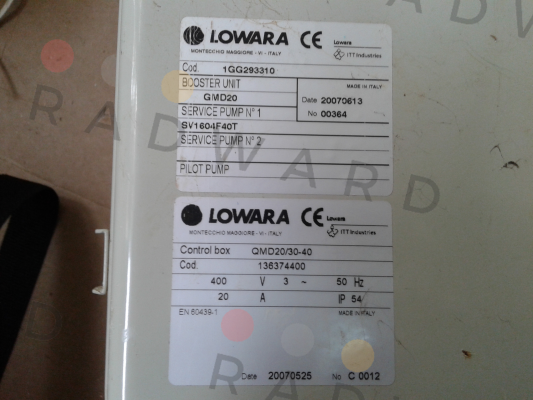 LOWARA CE Lowara
MONTECCHIO MAGGIORE - VI - ITALY ITT Industries
Cod. 1GG293310
BOOSTER UNIT MADE IN ITALY
GMD20 Date 20070613
SERVICE PUMP N° 1 No 00364
SV1604F40T
SERVICE PUMP N° 2
PILOT PUMP
LOWARA CE Lowara
MONTECCHIO MAGGIORE - VI - ITALY ITT Industries
Control box QMD20/30-40
Cod. 136374400
400 V 3 ~ 50 Hz
20 A IP 54
EN 60439-1 MADE IN ITALY
Date 20070525 No C 0012
RADWARD
RADWARD